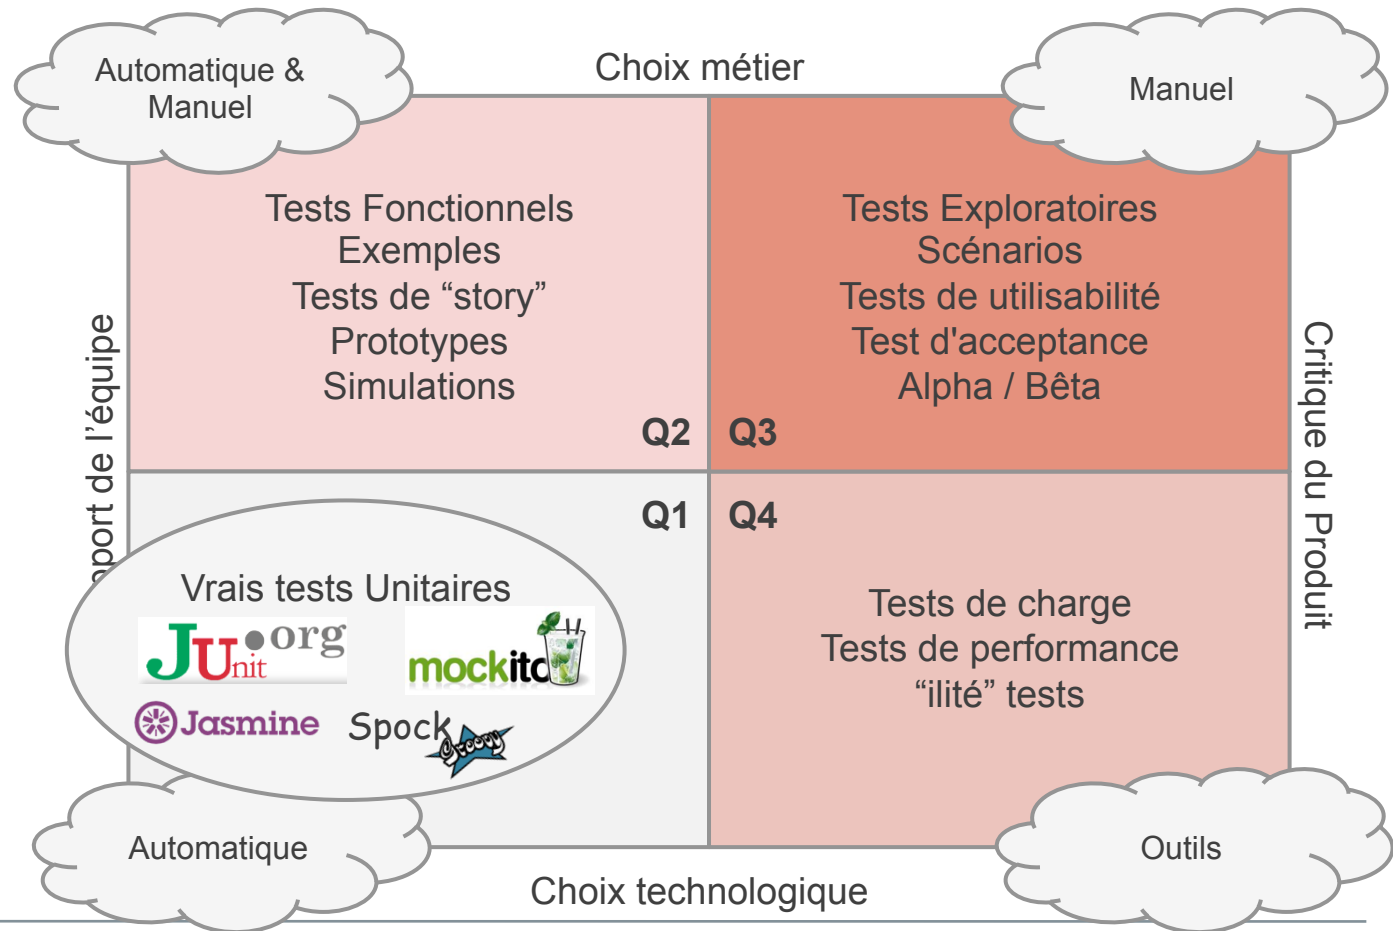 Automatique &
Manuel
Choix métier
Manuel
Tests Fonctionnels
Exemples
Tests de “story”
Prototypes
Simulations
Q2
Tests Exploratoires
Scénarios
Tests de utilisabilité
Test d'acceptance
Alpha / Bêta
Q3
port de l’équipe
Critique du Produit
Q1
Vrais tests Unitaires
JUnit.org
mockito
Jasmine
Spock
Groovy
Q4
Tests de charge
Tests de performance
“ilité” tests
Automatique
Outils
Choix technologique